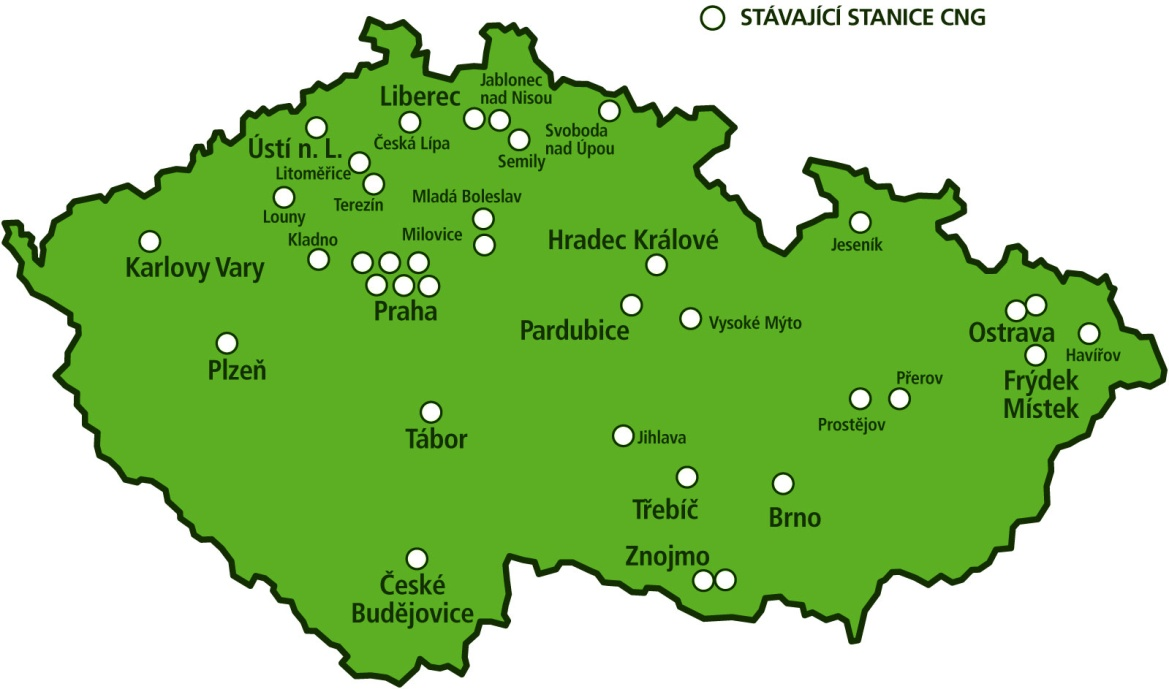 STÁVAJÍCÍ STANICE CNG
Jablonec
nad Nisou
Liberec
Svoboda
nad Úpou
Česká Lípa
Ústí n. L.
Semily
Litoměřice
Mladá Boleslav
Terezín
Louny
Milovice
Kladno
Hradec Králové
Jeseník
Karlovy Vary
Praha
Pardubice
Vysoké Mýto
Ostrava
Havířov
Plzeň
Přerov
Frýdek
Místek
Prostějov
Tábor
Jihlava
Třebíč
Brno
Znojmo
České
Budějovice